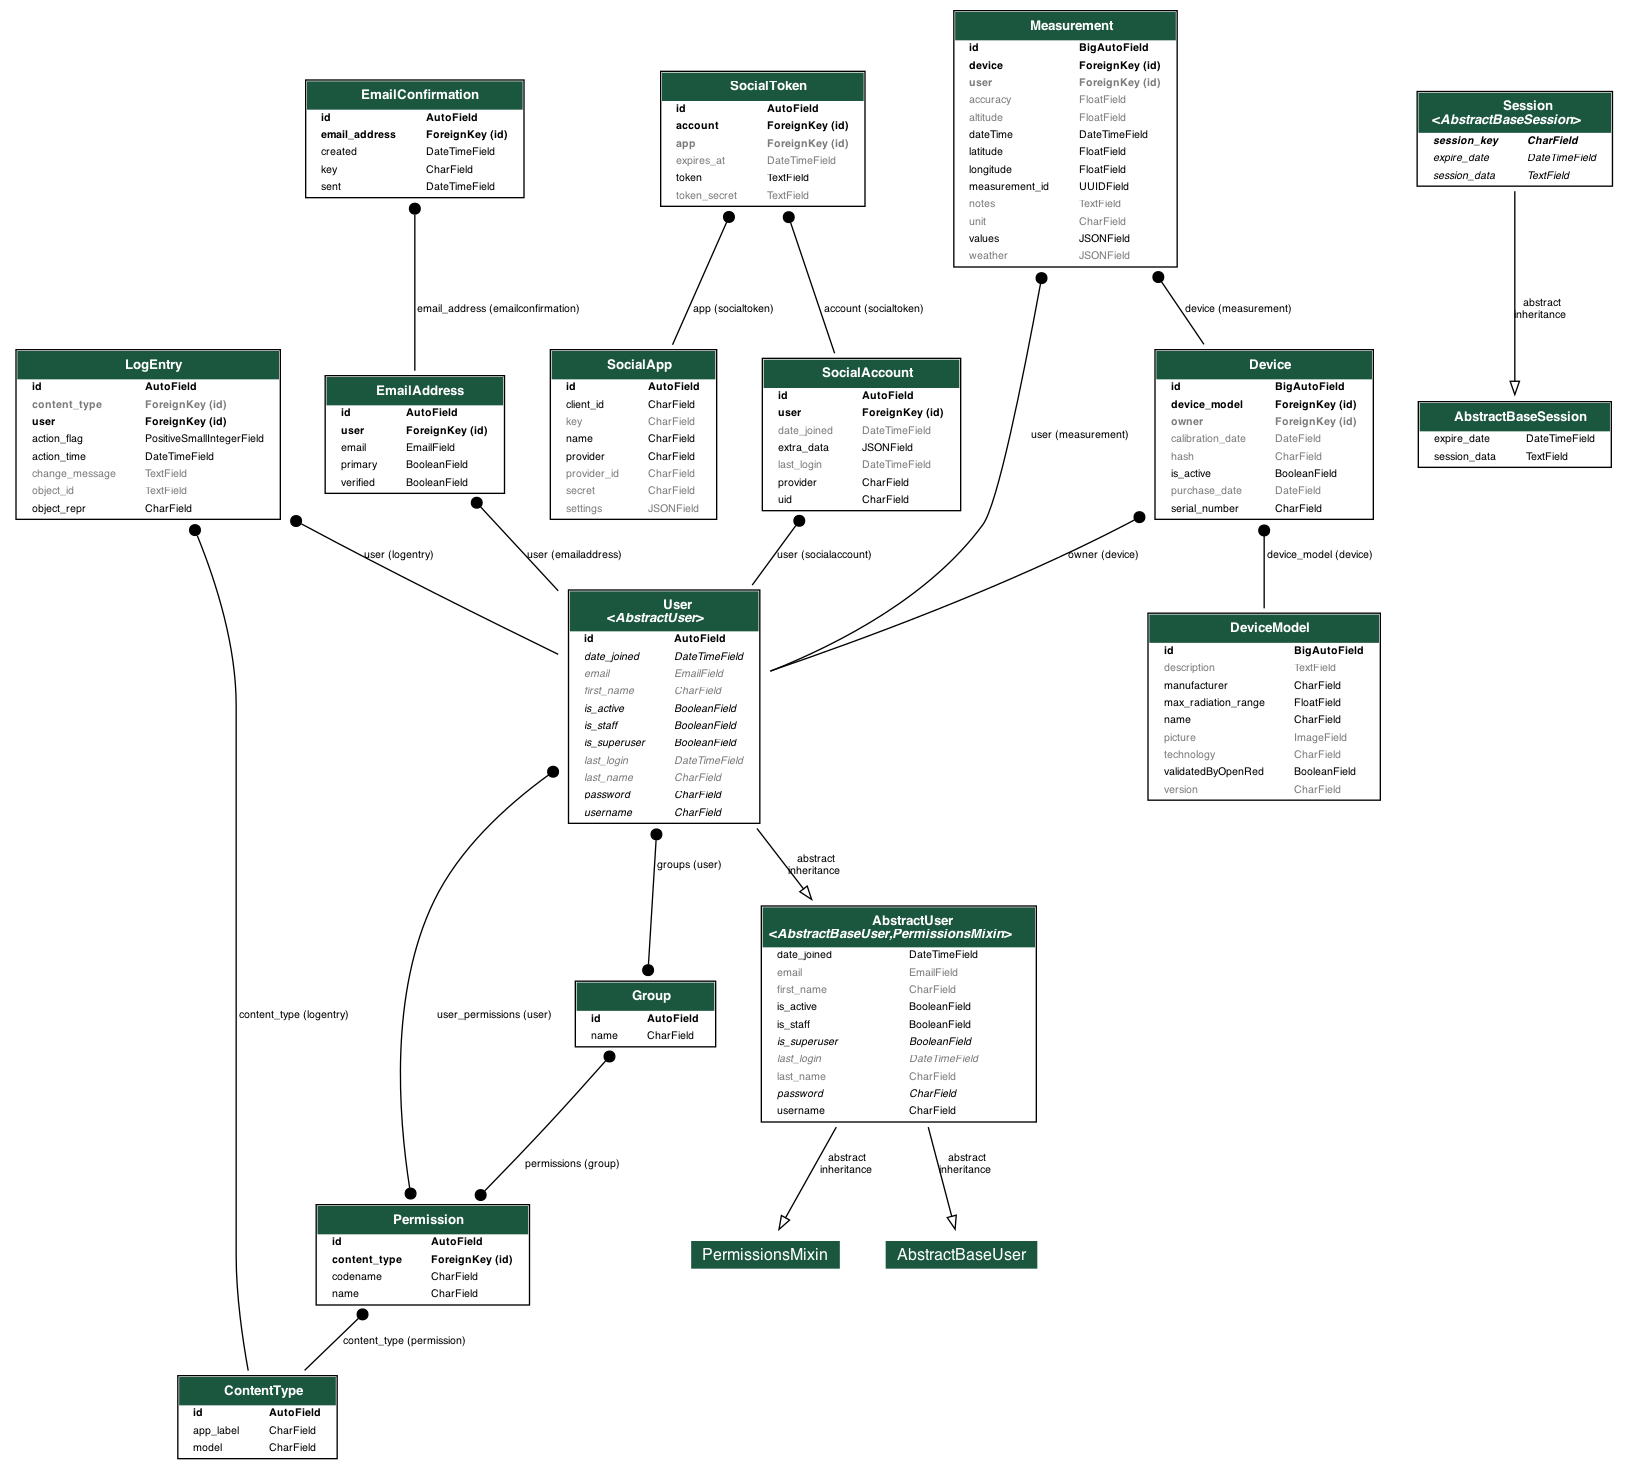 Measurement
id BigAutoField
device ForeignKey (id)
user ForeignKey (id)
accuracy FloatField
altitude FloatField
dateTime DateTimeField
latitude FloatField
longitude FloatField
measurement_id UUIDField
notes TextField
unit CharField
values JSONField
weather JSONField
EmailConfirmation
id AutoField
email_address ForeignKey (id)
created DateTimeField
key CharField
sent DateTimeField
SocialToken
id AutoField
account ForeignKey (id)
app ForeignKey (id)
expires_at DateTimeField
token TextField
token_secret TextField
Session
<AbstractBaseSession>
session_key CharField
expire_date DateTimeField
session_data TextField
email_address (emailconfirmation)
app (socialtoken)
account (socialtoken)
device (measurement)
abstract
inheritance
LogEntry
id AutoField
content_type ForeignKey (id)
user ForeignKey (id)
action_flag PositiveSmallIntegerField
action_time DateTimeField
change_message TextField
object_id TextField
object_repr CharField
EmailAddress
id AutoField
user ForeignKey (id)
email EmailField
primary BooleanField
verified BooleanField
SocialApp
id AutoField
client_id CharField
key CharField
name CharField
provider CharField
provider_id CharField
secret CharField
settings JSONField
SocialAccount
id AutoField
user ForeignKey (id)
date_joined DateTimeField
extra_data JSONField
last_login DateTimeField
provider CharField
uid CharField
user (measurement)
Device
id BigAutoField
device_model ForeignKey (id)
owner ForeignKey (id)
calibration_date DateField
hash CharField
is_active BooleanField
purchase_date DateField
serial_number CharField
AbstractBaseSession
expire_date DateTimeField
session_data TextField
user (logentry)
user (emailaddress)
user (socialaccount)
owner (device)
device_model (device)
User
<AbstractUser>
id AutoField
date_joined DateTimeField
email EmailField
first_name CharField
is_active BooleanField
is_staff BooleanField
is_superuser BooleanField
last_login DateTimeField
last_name CharField
password CharField
username CharField
DeviceModel
id BigAutoField
description TextField
manufacturer CharField
max_radiation_range FloatField
name CharField
picture ImageField
technology CharField
validatedByOpenRed BooleanField
version CharField
groups (user)
abstract
inheritance
AbstractUser
<AbstractBaseUser,PermissionsMixin>
date_joined DateTimeField
email EmailField
first_name CharField
is_active BooleanField
is_staff BooleanField
is_superuser BooleanField
last_login DateTimeField
last_name CharField
password CharField
username CharField
Group
id AutoField
name CharField
content_type (logentry)
user_permissions (user)
permissions (group)
abstract
inheritance
abstract
inheritance
Permission
id AutoField
content_type ForeignKey (id)
codename CharField
name CharField
PermissionsMixin
AbstractBaseUser
content_type (permission)
ContentType
id AutoField
app_label CharField
model CharField